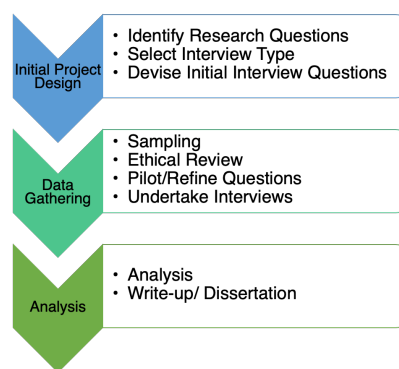 Initial Project
Design
• Identify Research Questions
• Select Interview Type
• Devise Initial Interview Questions
Data
Gathering
• Sampling
• Ethical Review
• Pilot/Refine Questions
• Undertake Interviews
Analysis
• Analysis
• Write-up/ Dissertation